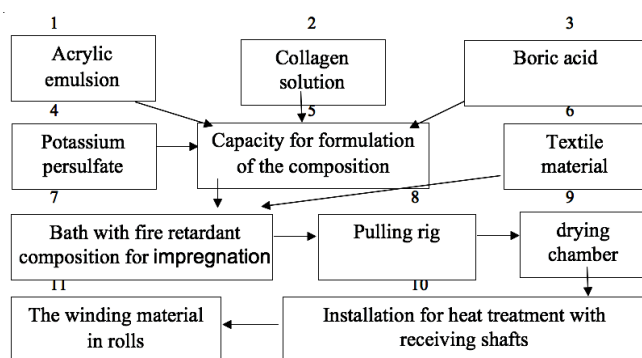 1
2
3
Acrylic
emulsion
Collagen
solution
Boric acid
4
5
6
Potassium
persulfate
Capacity for formulation
of the composition
Textile
material
7
8
9
Bath with fire retardant
composition for impregnation
Pulling rig
drying
chamber
11
10
The winding material
in rolls
Installation for heat treatment with
receiving shafts